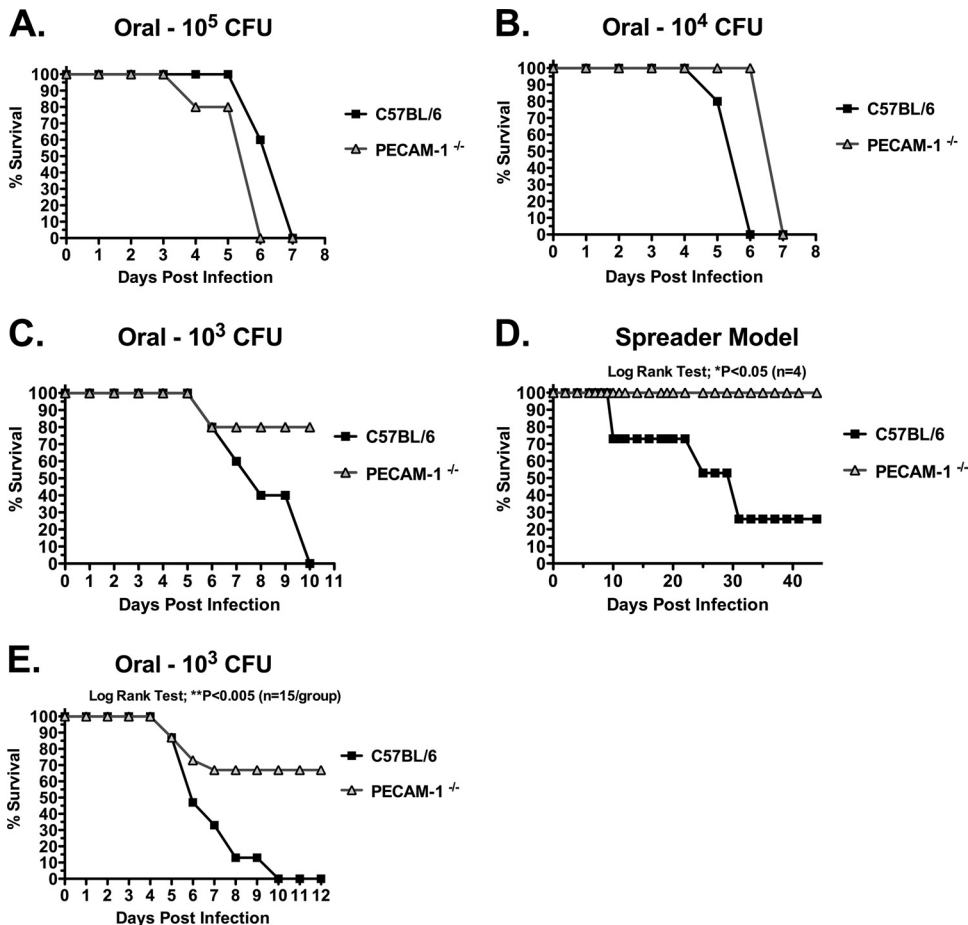 A.
Oral - 10⁵ CFU
100
90
80
70
60
50
40
30
20
10
0
% Survival
0 1 2 3 4 5 6 7 8
Days Post Infection
C57BL/6
PECAM-1 -/-
B.
Oral - 10⁴ CFU
100
90
80
70
60
50
40
30
20
10
0
% Survival
0 1 2 3 4 5 6 7 8
Days Post Infection
C57BL/6
PECAM-1 -/-
C.
Oral - 10³ CFU
100
90
80
70
60
50
40
30
20
10
0
% Survival
0 1 2 3 4 5 6 7 8 9 10 11
Days Post Infection
C57BL/6
PECAM-1 -/-
D.
Spreader Model
Log Rank Test; *P<0.05 (n=4)
100
90
80
70
60
50
40
30
20
10
0
% Survival
0 10 20 30 40
Days Post Infection
C57BL/6
PECAM-1 -/-
E.
Oral - 10³ CFU
Log Rank Test; **P<0.005 (n=15/group)
100
90
80
70
60
50
40
30
20
10
0
% Survival
0 1 2 3 4 5 6 7 8 9 10 11 12
Days Post Infection
C57BL/6
PECAM-1 -/-